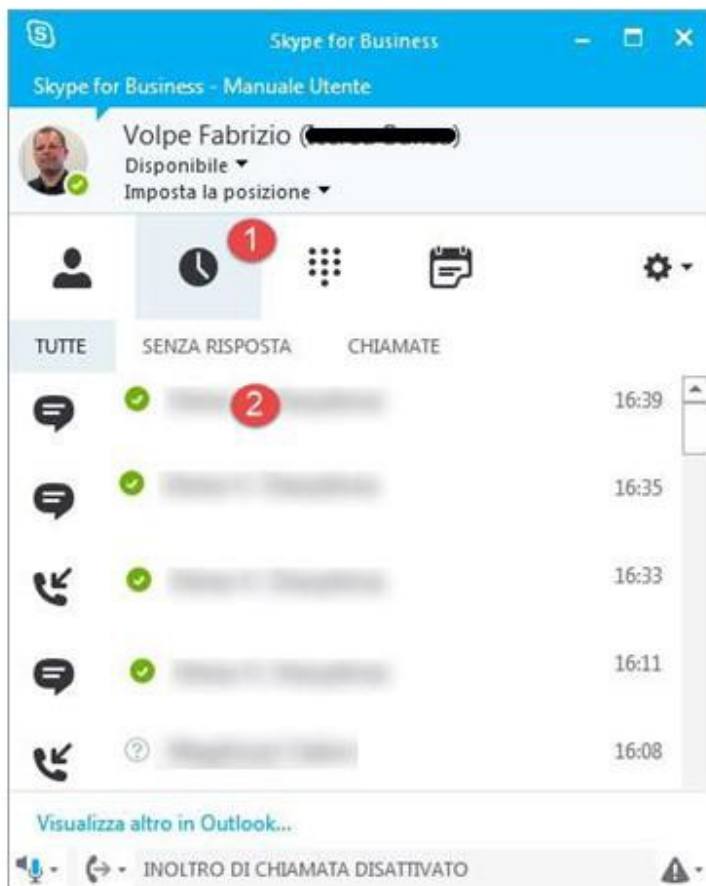 Skype for Business
Skype for Business - Manuale Utente
Volpe Fabrizio (
Disponibile
Imposta la posizione
1
TUTTE SENZA RISPOSTA CHIAMATE
2 16:39
16:35
16:33
16:11
16:08
Visualizza altro in Outlook...
INOLTRO DI CHIAMATA DISATTIVATO